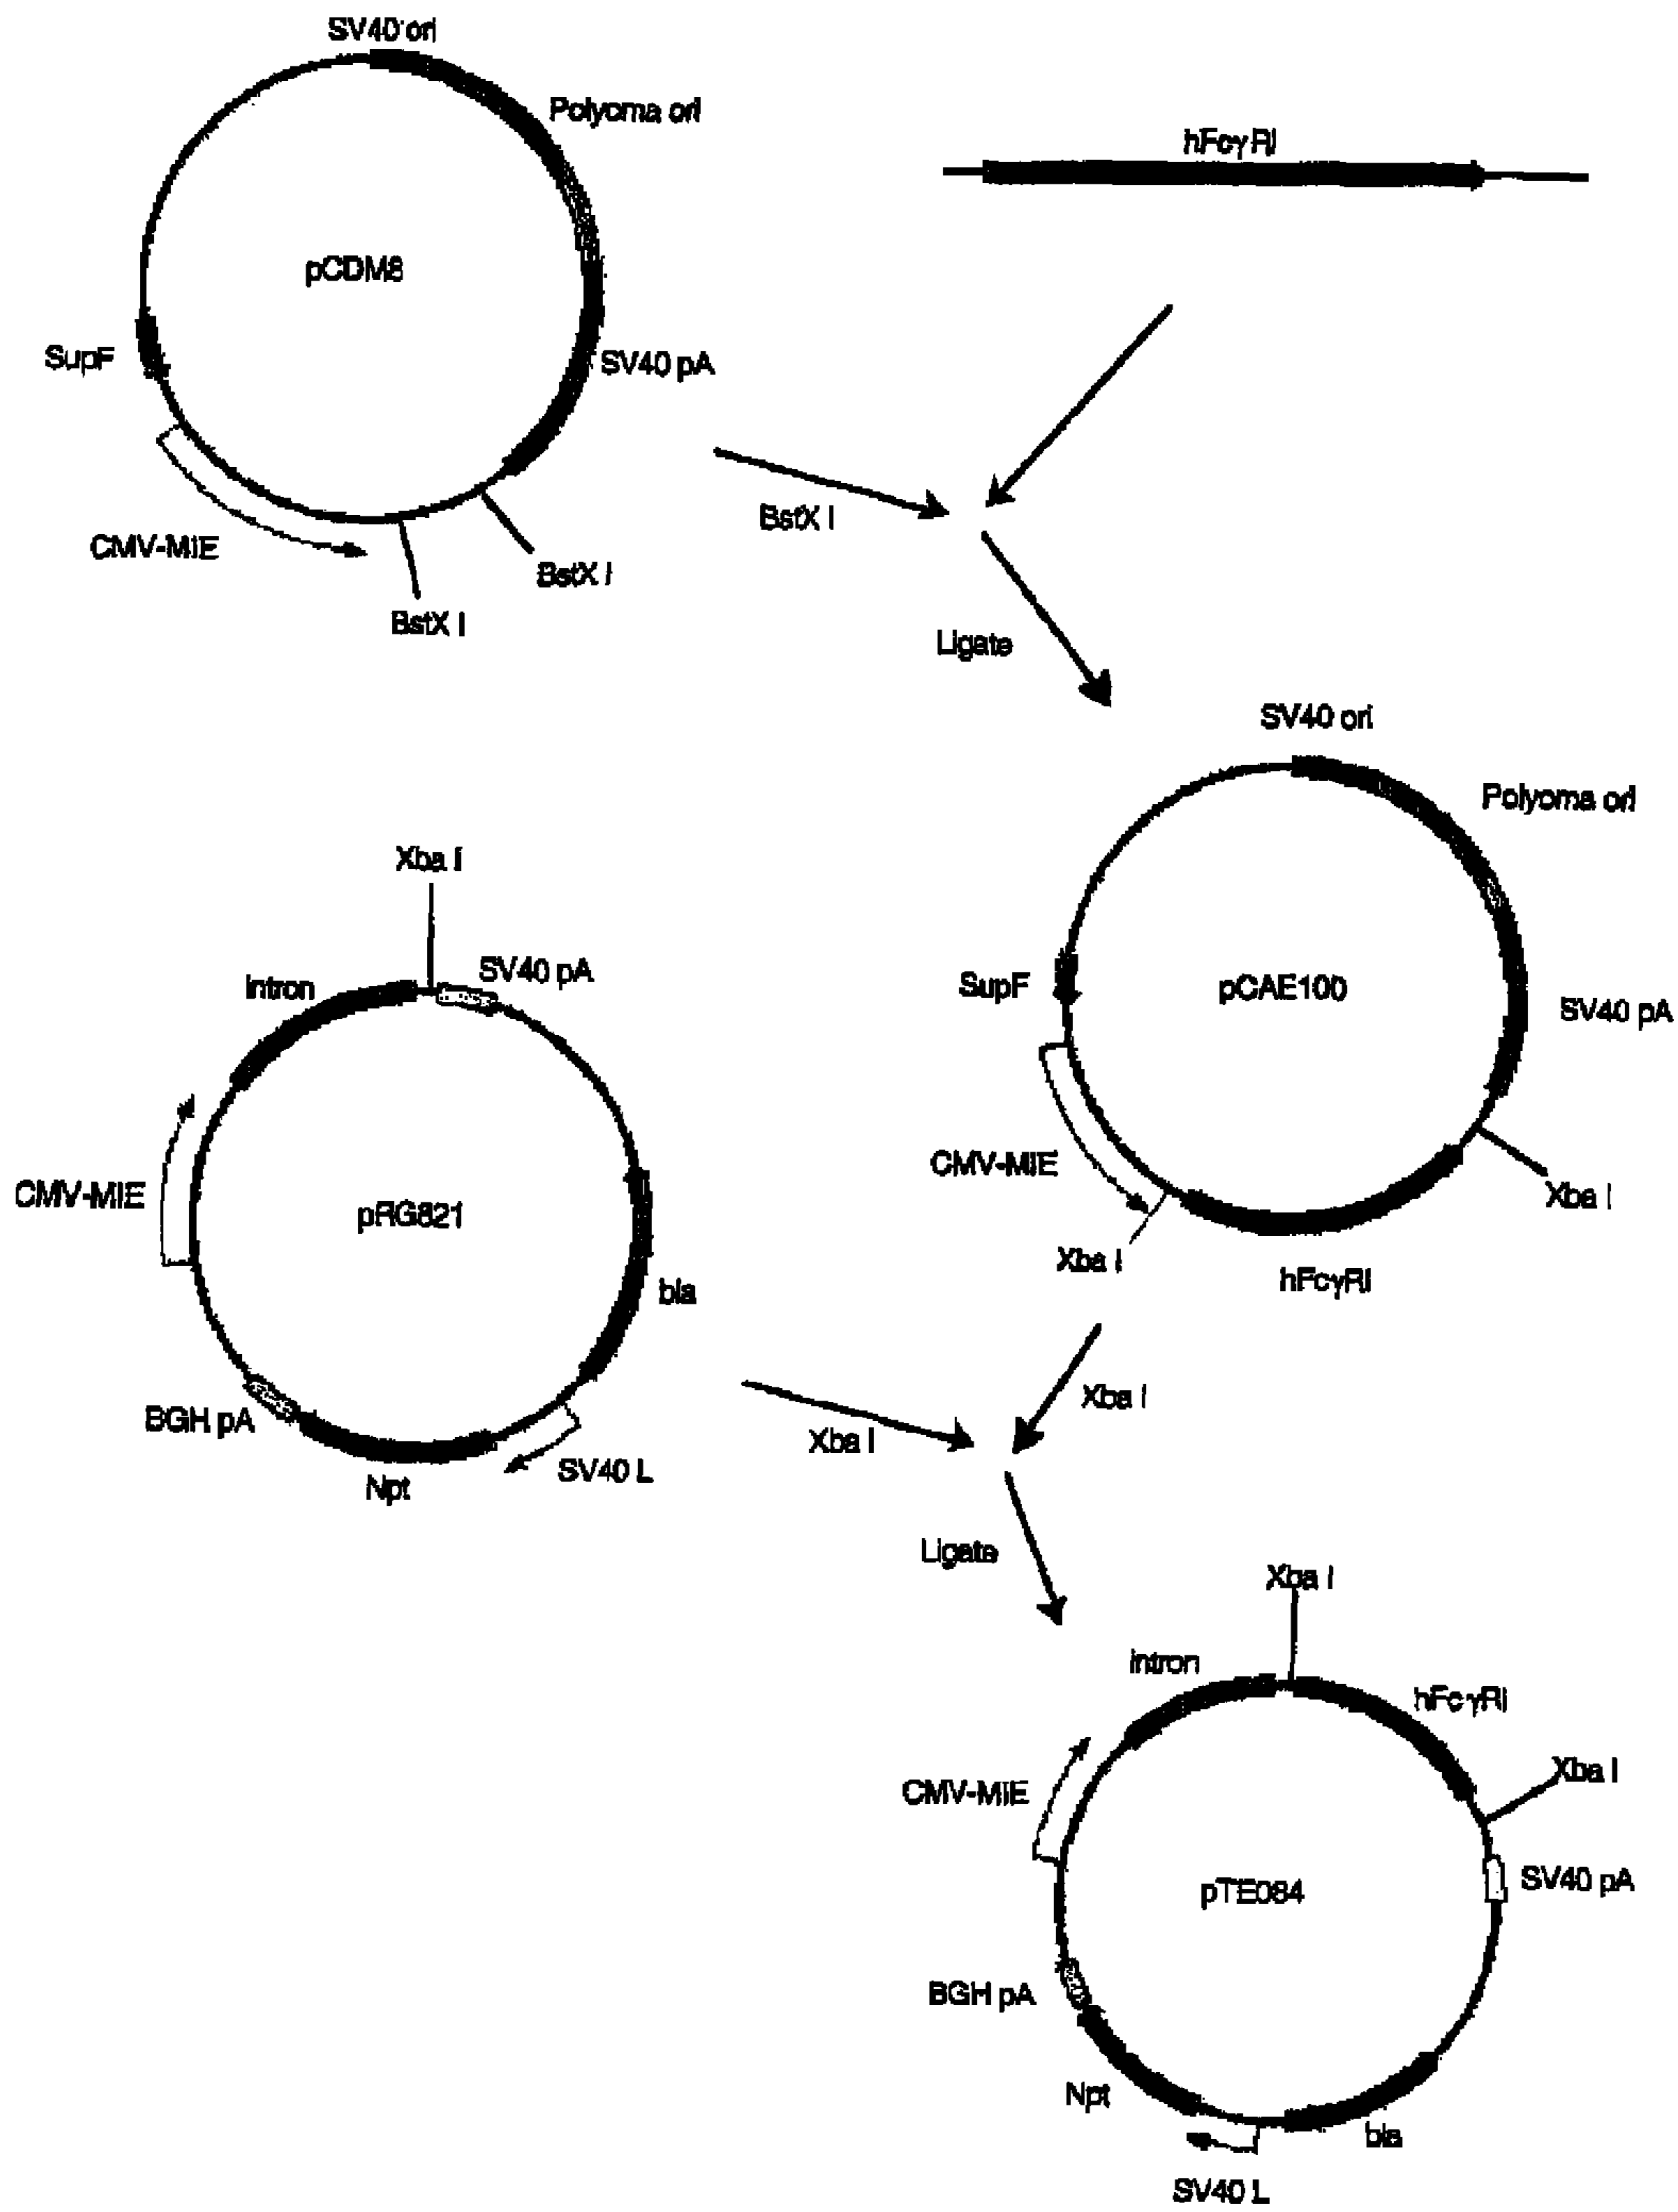 SV40 ori
Polyoma ori
hFcγRI
pCDM8
SupF
SV40 pA
CMV-MIE
BstX I
BstX I
BstX I
Ligate
SV40 ori
Polyoma ori
Xba I
intron
SV40 pA
SupF
pCAE100
SV40 pA
CMV-MIE
pRG821
CMV-MIE
Xba I
Xba I
hFcγRI
bla
BGH pA
Xba I
Xba I
SV40 L
Npt
Ligate
Xba I
intron
hFcγRI
CMV-MIE
Xba I
pTE084
SV40 pA
BGH pA
Npt
bla
SV40 L